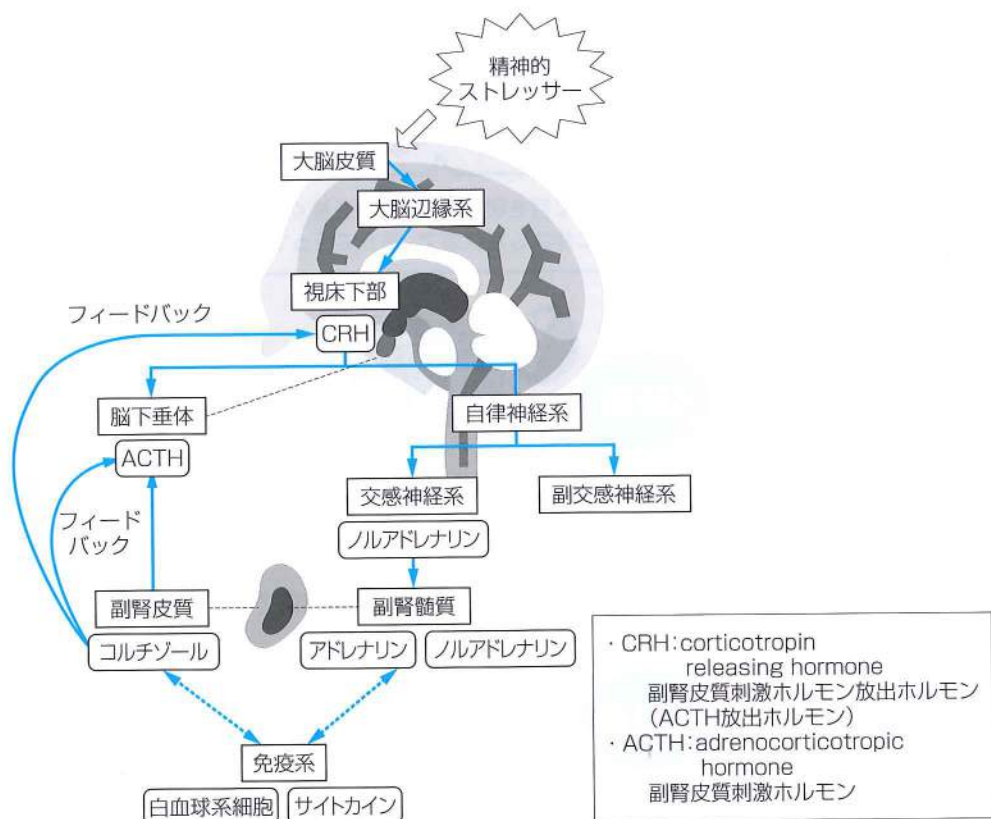 精神的
ストレッサー
大脳皮質
大脳辺縁系
視床下部
フィードバック
CRH
脳下垂体
自律神経系
ACTH
交感神経系
副交感神経系
フィード
バック
ノルアドレナリン
副腎皮質
副腎髄質
コルチゾール
アドレナリン
ノルアドレナリン
・CRH:corticotropin
releasing hormone
副腎皮質刺激ホルモン放出ホルモン
(ACTH放出ホルモン)
・ACTH:adrenocorticotropic
hormone
副腎皮質刺激ホルモン
免疫系
白血球系細胞
サイトカイン